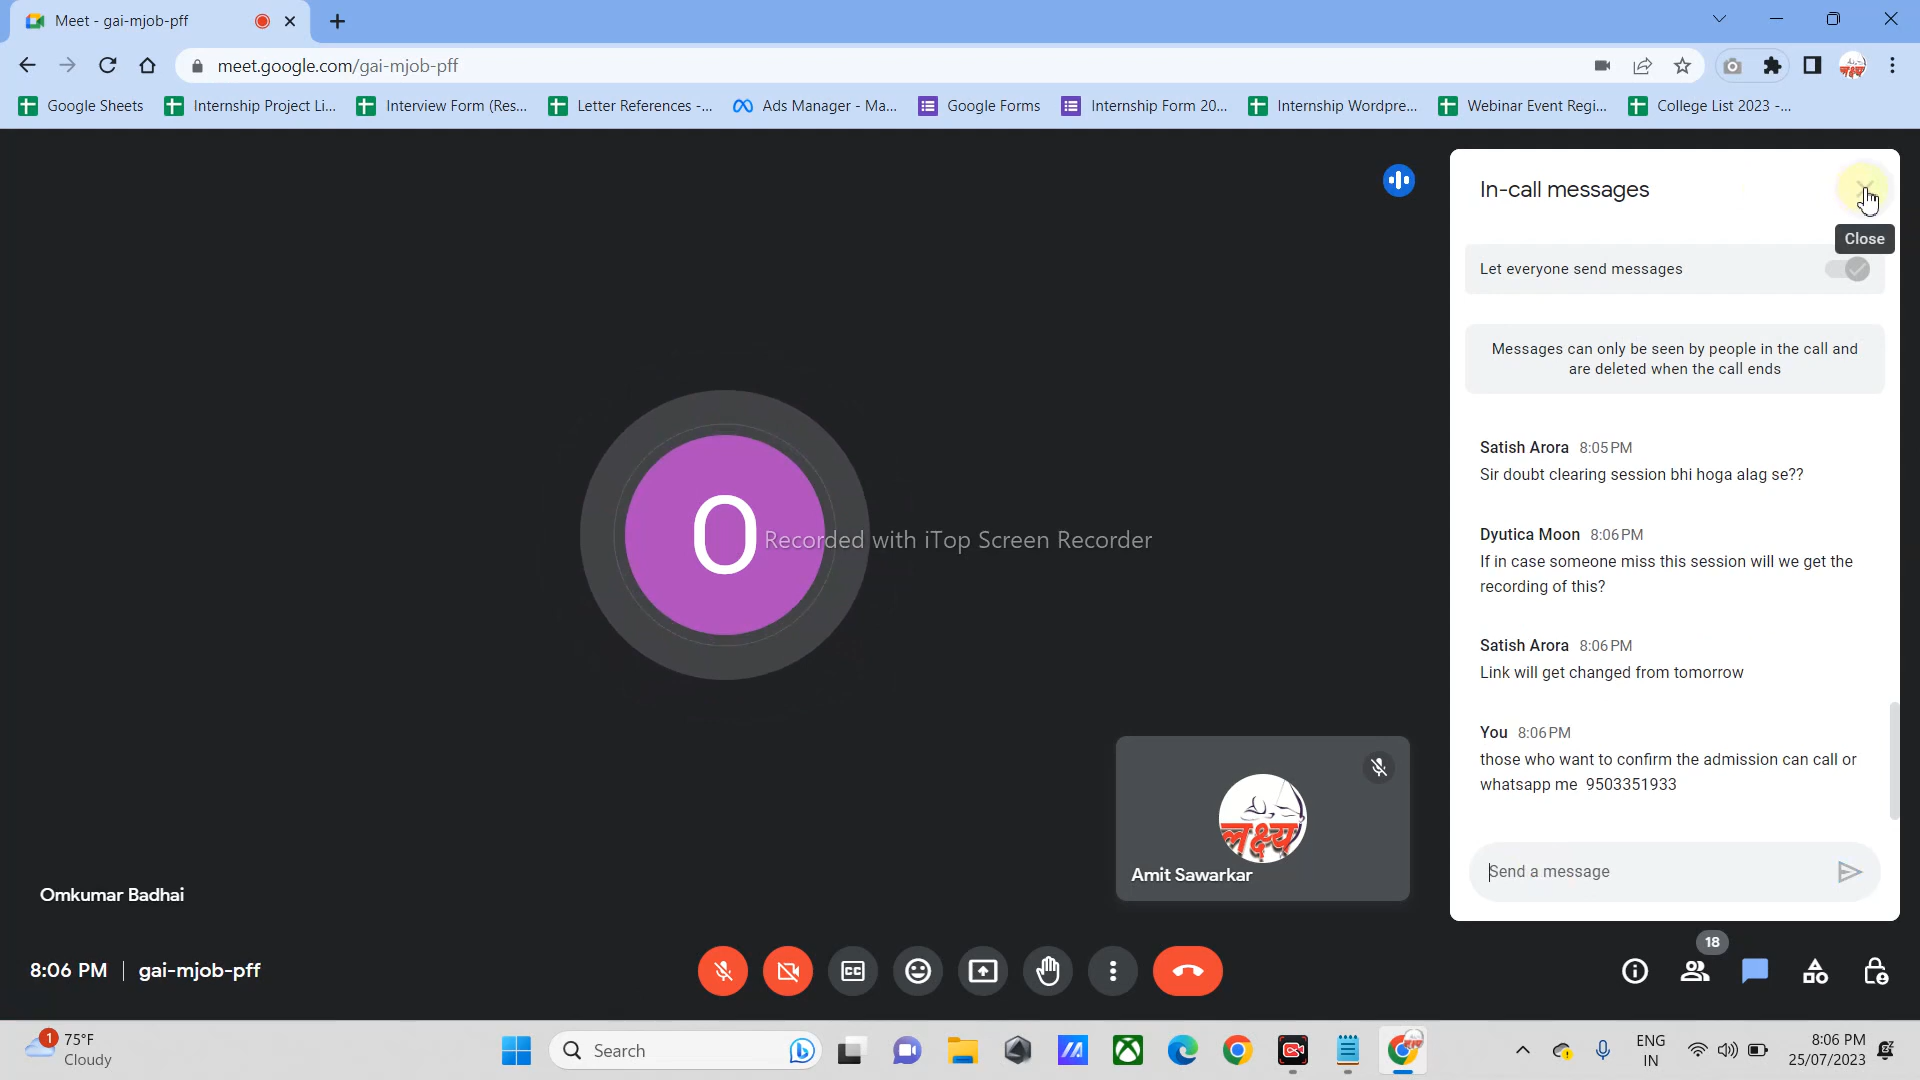 Meet - gai-mjob-pff
meet.google.com/gai-mjob-pff
Google Sheets
Internship Project Li...
Interview Form (Res...
Letter References -...
Ads Manager - Ma...
Google Forms
Internship Form 20...
Internship Wordpre...
Webinar Event Regi...
College List 2023 -...
In-call messages
Close
Let everyone send messages
Messages can only be seen by people in the call and
are deleted when the call ends
Satish Arora 8:05 PM
Sir doubt clearing session bhi hoga alag se??
Dyutica Moon 8:06 PM
If in case someone miss this session will we get the
recording of this?
Satish Arora 8:06 PM
Link will get changed from tomorrow
You 8:06 PM
those who want to confirm the admission can call or
whatsapp me 9503351933
Send a message
O
Recorded with iTop Screen Recorder
लक्ष्य
Amit Sawarkar
Omkumar Badhai
8:06 PM | gai-mjob-pff
CC
18
1
75°F
Cloudy
Search
ENG
IN
8:06 PM
25/07/2023